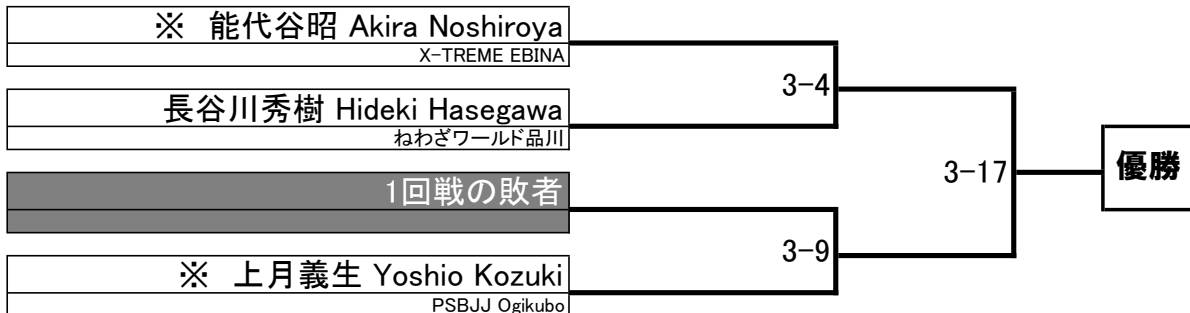 ※ 能代谷昭 Akira Noshiroya
X-TREME EBINA
3-4
長谷川秀樹 Hideki Hasegawa
ねわざワールド品川
3-17
優勝
1回戦の敗者
3-9
※ 上月義生 Yoshio Kozuki
PSBJJ Ogikubo